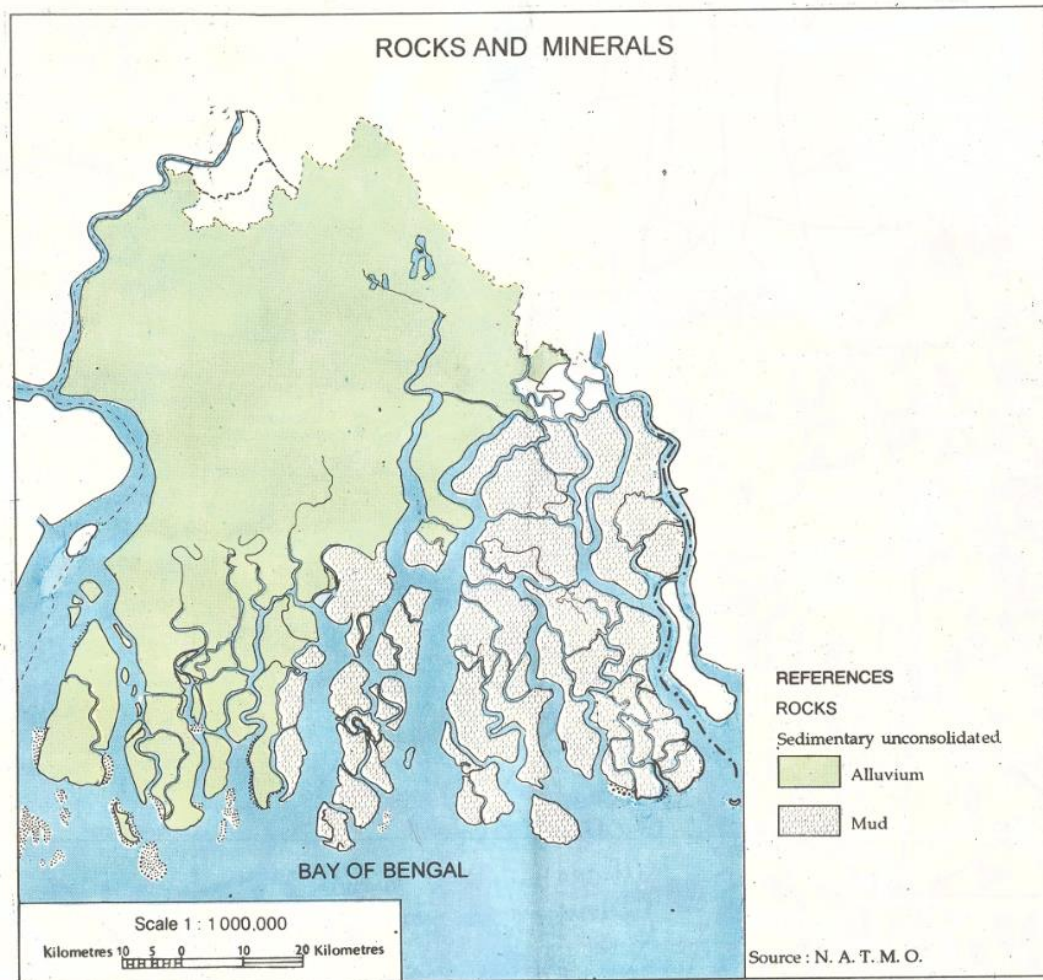 ROCKS AND MINERALS
REFERENCES
ROCKS
Sedimentary unconsolidated
Alluvium
Mud
BAY OF BENGAL
Scale 1 : 1 000,000
Kilometres 10 5 0 10 20 Kilometres
Source : N. A. T. M. O.